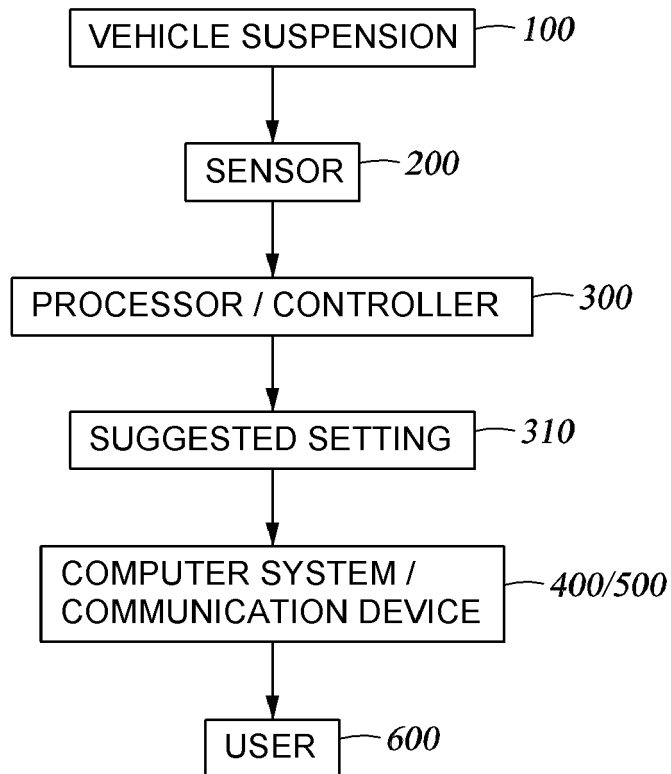 VEHICLE SUSPENSION 100
SENSOR 200
PROCESSOR / CONTROLLER 300
SUGGESTED SETTING 310
COMPUTER SYSTEM /
COMMUNICATION DEVICE 400/500
USER 600